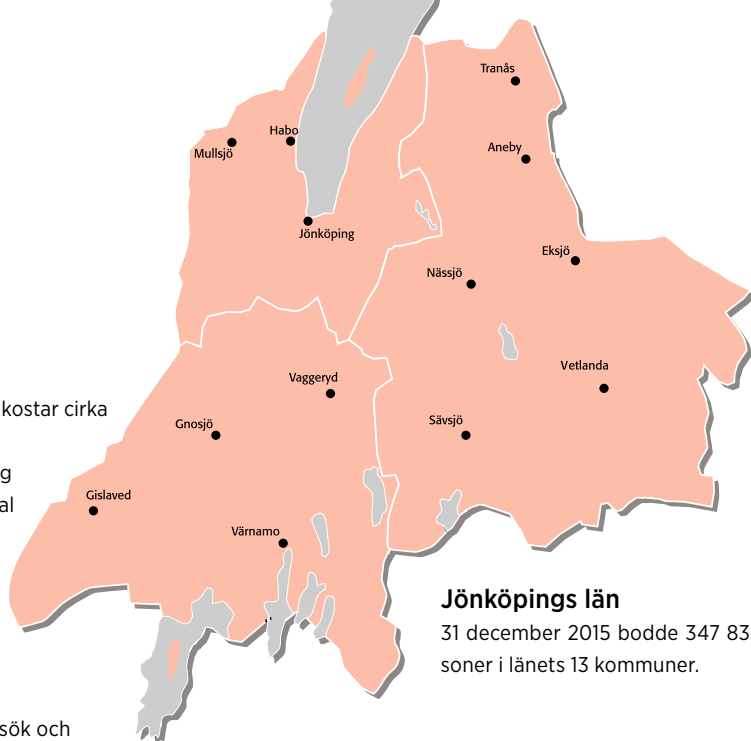 Tranås
Habo
Mullsjö
Aneby
Jönköping
Eksjö
Nässjö
Vetlanda
Vaggeryd
Sävsjö
Gnosjö
Gislaved
Värnamo
kostar cirka
g
al
sök och
Jönköpings län
31 december 2015 bodde 347 83
soner i länets 13 kommuner.